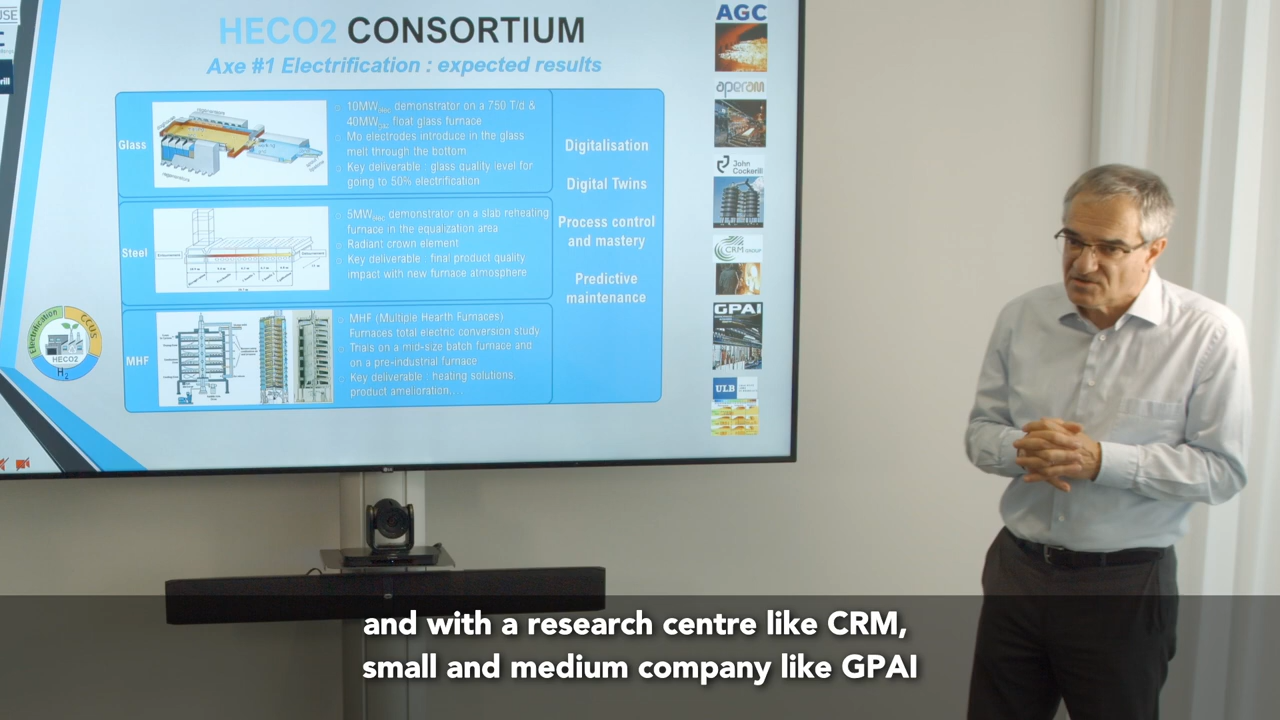 HECO2 CONSORTIUM
Axe #1 Electrification : expected results
Glass
10MWelec demonstrator on a 750 T/d &
40MWgaz float glass furnace
Mo electrodes introduce in the glass
melt through the bottom
Key deliverable : glass quality level for
going to 50% electrification
Steel
5MWelec demonstrator on a slab reheating
furnace in the equalization area
Radiant crown element
Key deliverable : final product quality
impact with new furnace atmosphere
MHF
MHF (Multiple Hearth Furnaces)
Furnaces total electric conversion study
Trials on a mid-size batch furnace and
on a pre-industrial furnace
Key deliverable : heating solutions,
product amelioration…
Digitalisation
Digital Twins
Process control
and mastery
Predictive
maintenance
AGC
aperam
John
Cockerill
CRM GROUP
GPAI
ULB
Electrification
CCUS
HECO2
H2
and with a research centre like CRM,
small and medium company like GPAI